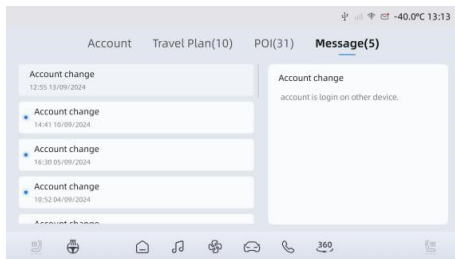 -40.0°C 13:13
Account Travel Plan(10) POI(31) Message(5)
Account change
12:55 13/09/2024
Account change
14:41 10/09/2024
Account change
16:30 05/09/2024
Account change
10:52 04/09/2024
Account change
Account change
account is login on other device.
360